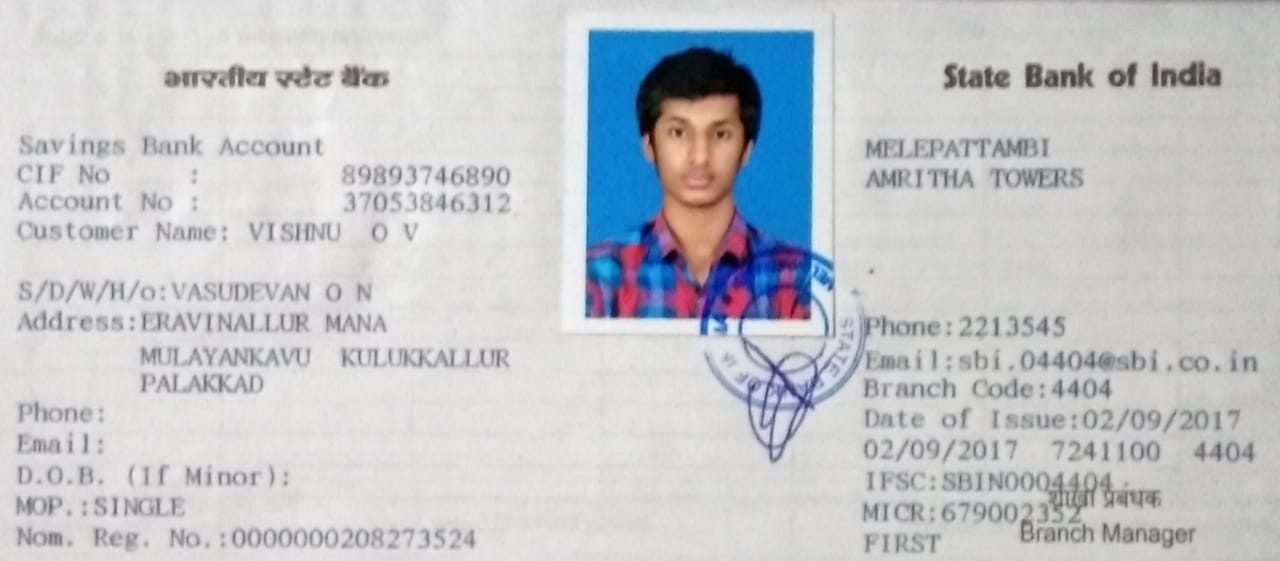 भारतीय स्टेट बैंक
Savings Bank Account
CIF No : 89893746890
Account No : 37053846312
Customer Name: VISHNU O V
S/D/W/H/o:VASUDEVAN O N
Address:ERAVINALLUR MANA
MULAYANKAVU KULUKKALLUR
PALAKKAD
Phone:
Email:
D.O.B. (If Minor):
MOP.:SINGLE
Nom. Reg. No.:0000000208273524
STATE
OF
State Bank of India
MELEPATTAMBI
AMRITHA TOWERS
Phone:2213545
Email:sbi.04404@sbi.co.in
Branch Code:4404
Date of Issue:02/09/2017
02/09/2017 7241100 4404
IFSC:SBIN0004404
शाखा प्रबंधक
MICR:679002352
Branch Manager
FIRST